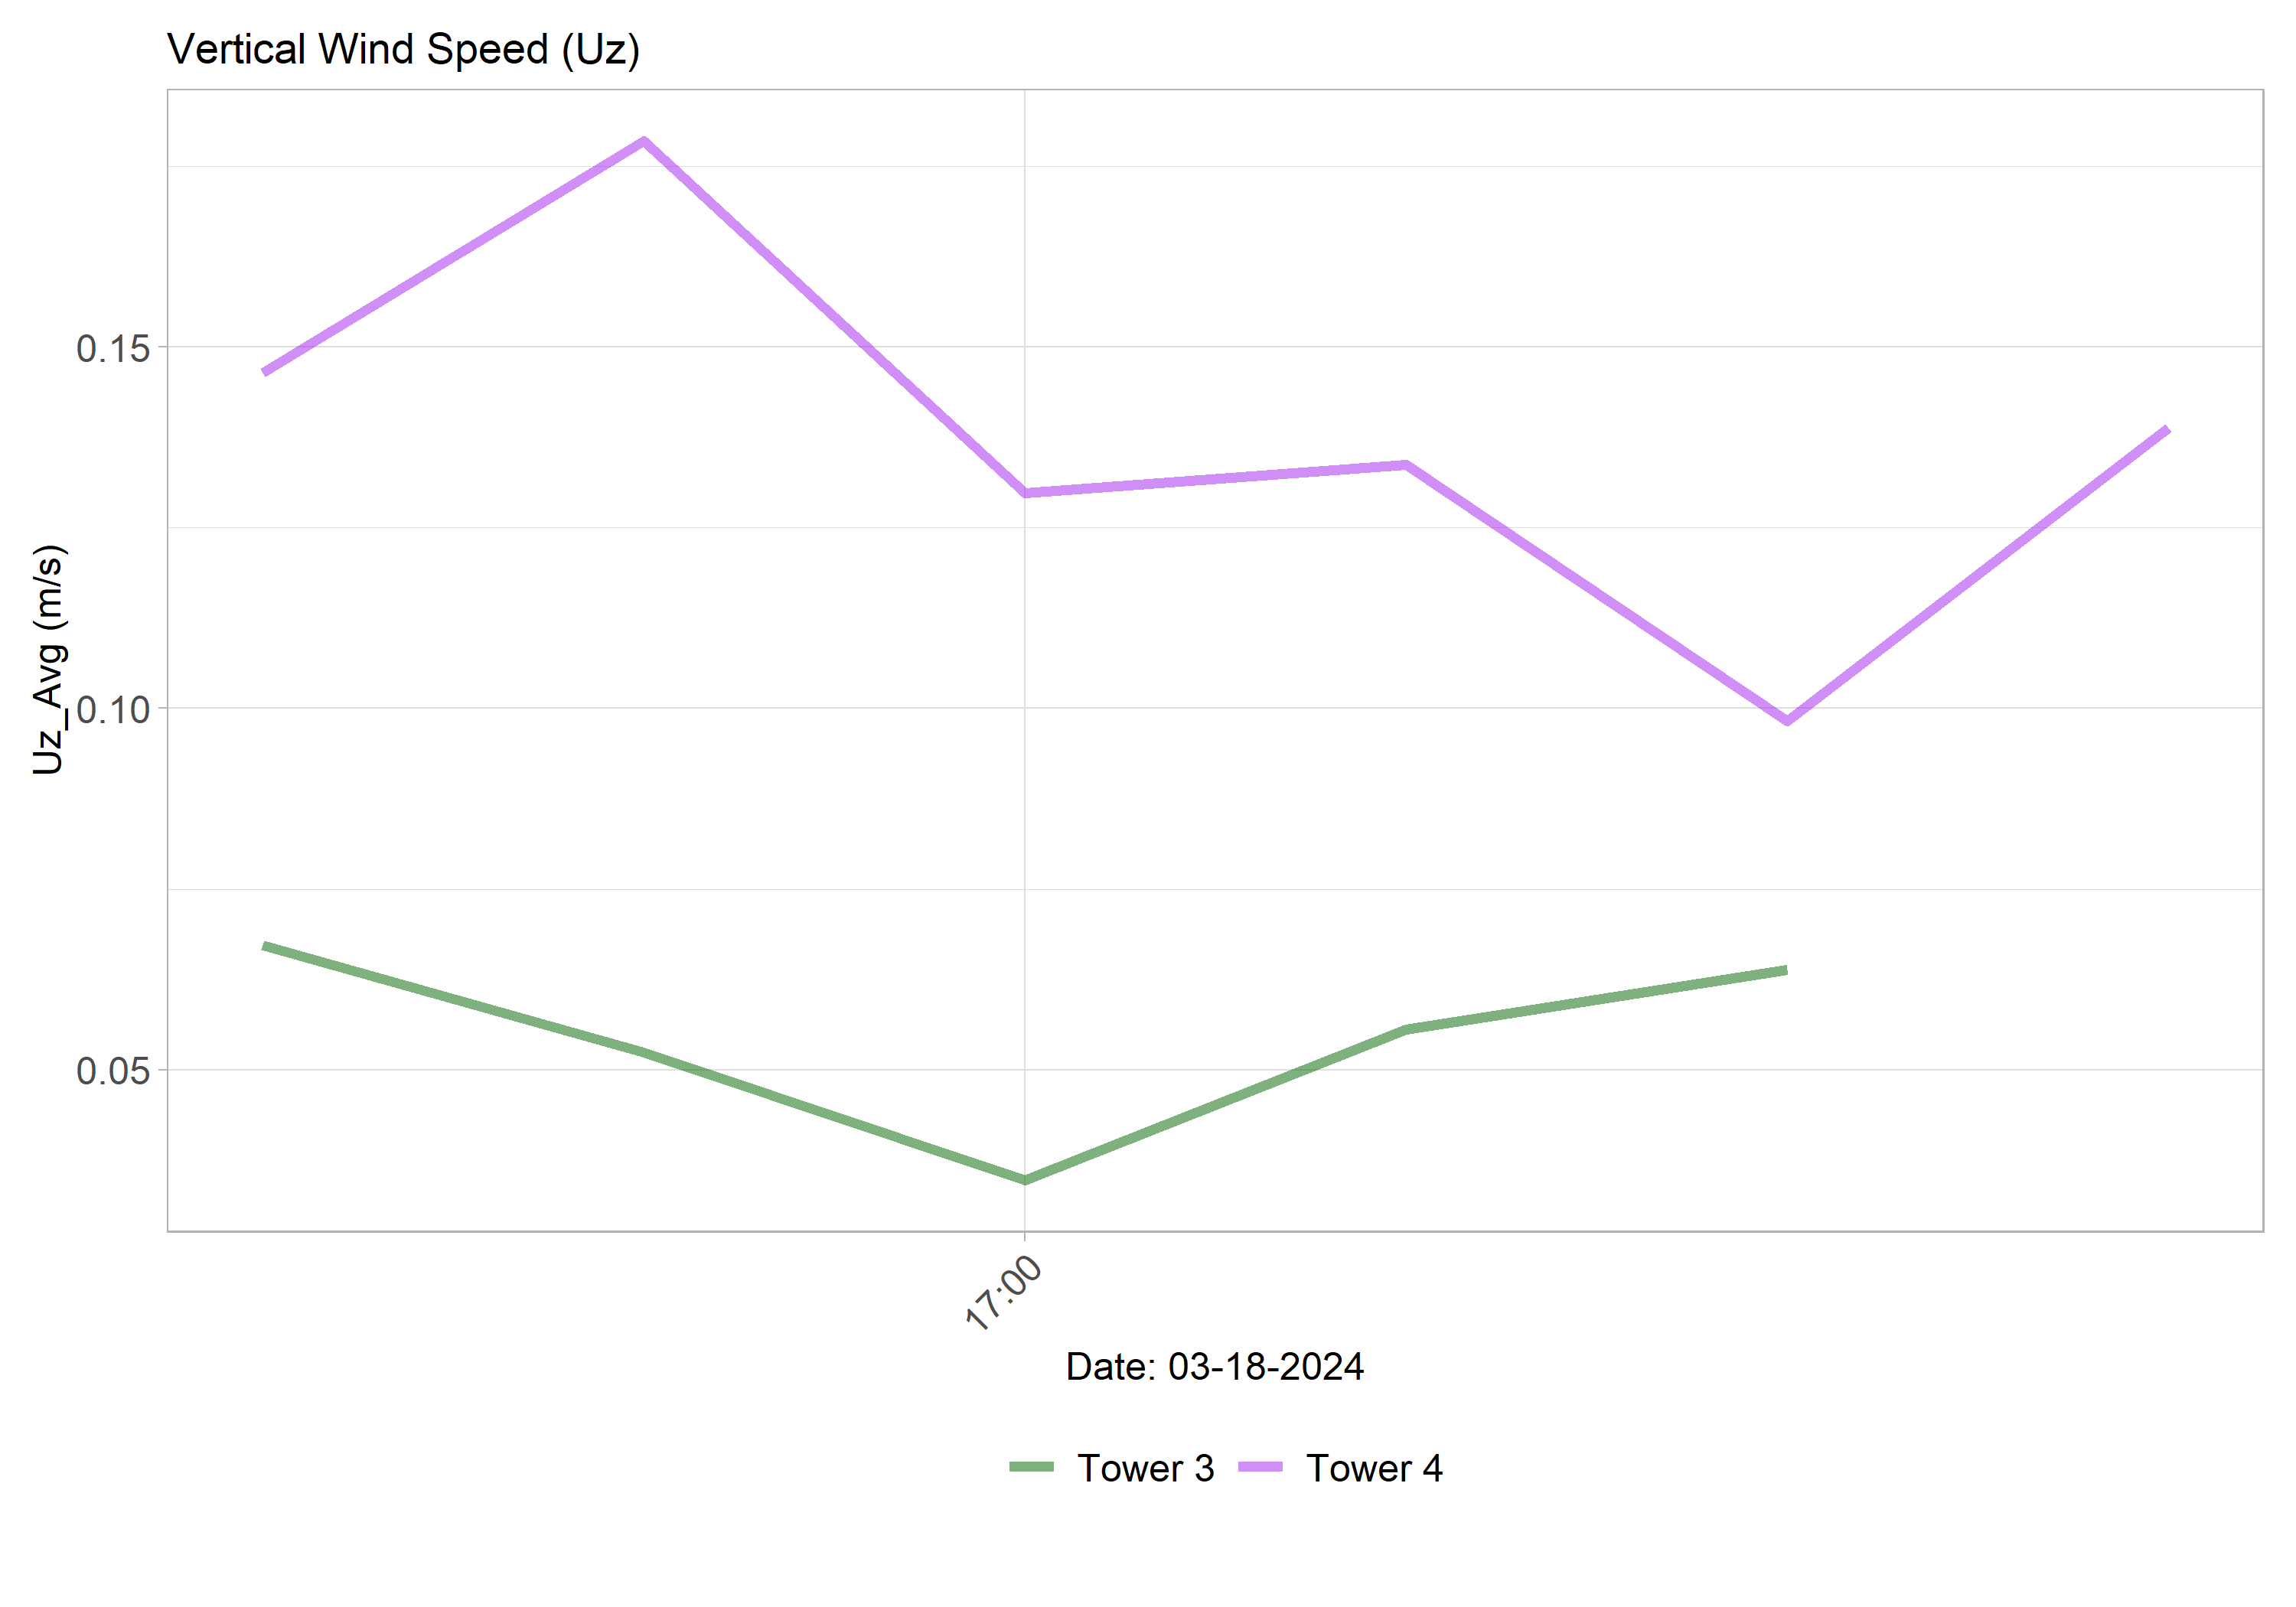 Vertical Wind Speed (Uz)
Uz_Avg (m/s)
0.15
0.10
0.05
17:00
Date: 03-18-2024
Tower 3 Tower 4